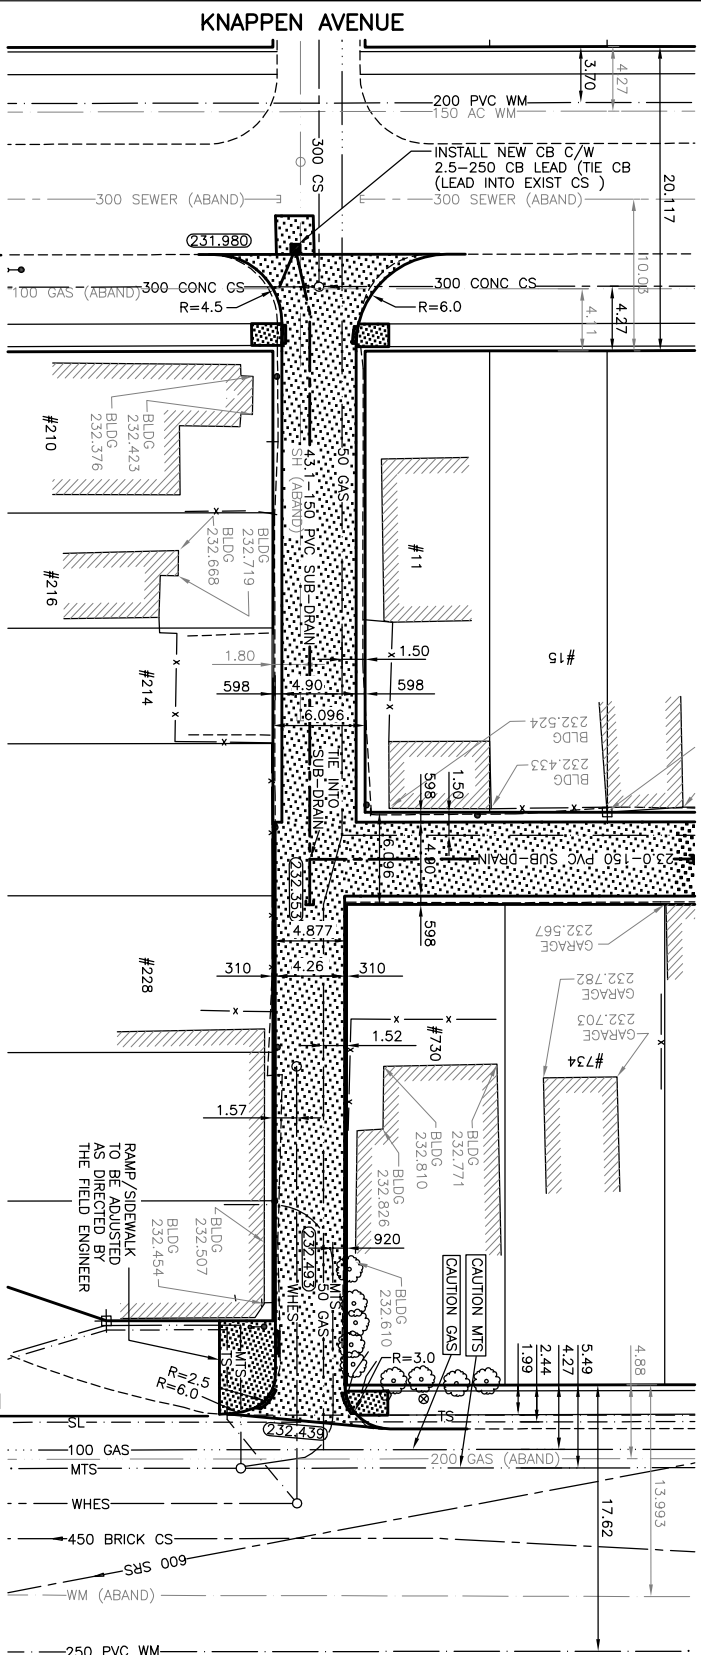 KNAPPEN AVENUE
3.70
4.27
200 PVC WM
150 AC WM
300 CS
INSTALL NEW CB C/W
2.5-250 CB LEAD (TIE CB
(LEAD INTO EXIST CS )
20.117
300 SEWER (ABAND)
300 SEWER (ABAND)
231.980
10.03
100 GAS (ABAND)
300 CONC CS
300 CONC CS
R=4.5
R=6.0
4.11
4.27
#210
BLDG
232.376
BLDG
232.423
SH (ABAND)
43.1-150 PVC SUB-DRAIN
50 GAS
#11
#216
BLDG
232.668
BLDG
232.719
#15
1.80
1.50
#214
598
4.90
598
6.096
232.524
BLDG
232.433
BLDG
TIE INTO
SUB-DRAIN
598
1.50
6.096
4.90
23.0-150 PVC SUB-DRAIN
232.353
598
4.877
232.567
GARAGE
#228
310
4.26
310
232.782
GARAGE
232.703
GARAGE
1.52
#730
#734
1.57
BLDG
232.810
BLDG
232.771
RAMP/SIDEWALK
TO BE ADJUSTED
AS DIRECTED BY
THE FIELD ENGINEER
BLDG
232.826
BLDG
232.454
BLDG
232.507
232.493
920
WHES
50 GAS
MTS
BLDG
232.610
CAUTION GAS
CAUTION MTS
TS
MTS
R=2.5
R=6.0
R=3.0
1.99
2.44
4.27
5.49
4.88
TS
SL
232.439
100 GAS
200 GAS (ABAND)
MTS
WHES
17.62
13.993
450 BRICK CS
600 SRS
WM (ABAND)
250 PVC WM